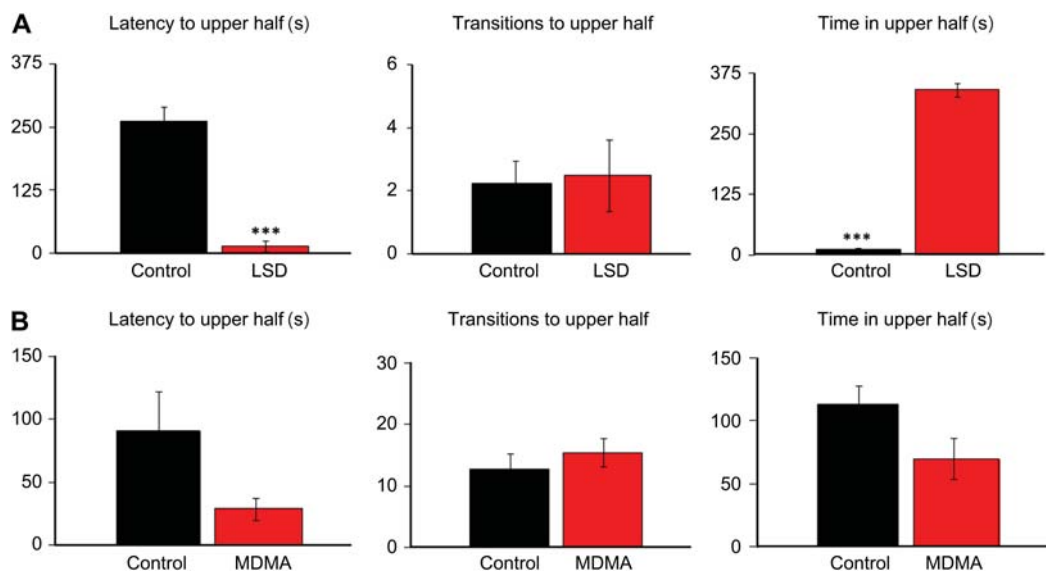 A
Latency to upper half (s)
375
250
125
0
***
Control LSD
Transitions to upper half
6
4
2
0
Control LSD
Time in upper half (s)
375
250
125
0
***
Control LSD
B
Latency to upper half (s)
150
100
50
0
Control MDMA
Transitions to upper half
30
20
10
0
Control MDMA
Time in upper half (s)
150
100
50
0
Control MDMA